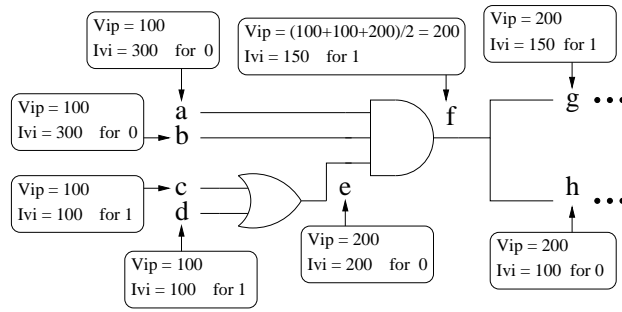 Vip = 100
Ivi = 300 for 0
Vip = (100+100+200)/2 = 200
Ivi = 150 for 1
Vip = 200
Ivi = 150 for 1
a
f
g
...
Vip = 100
Ivi = 300 for 0
b
Vip = 100
Ivi = 100 for 1
c
d
e
h
...
Vip = 100
Ivi = 100 for 1
Vip = 200
Ivi = 200 for 0
Vip = 200
Ivi = 100 for 0